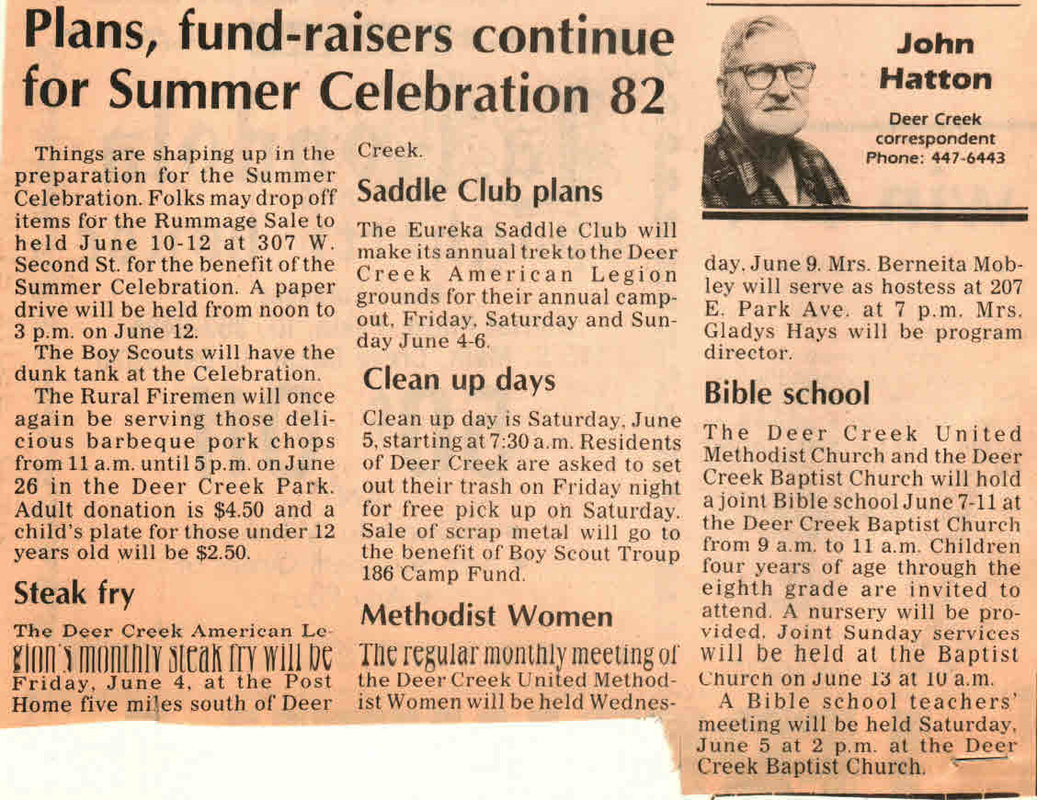 Plans, fund-raisers continue
for Summer Celebration 82
Things are shaping up in the
preparation for the Summer
Celebration. Folks may drop off
items for the Rummage Sale to
held June 10-12 at 307 W.
Second St. for the benefit of the
Summer Celebration. A paper
drive will be held from noon to
3 p.m. on June 12.
The Boy Scouts will have the
dunk tank at the Celebration.
The Rural Firemen will once
again be serving those deli-
cious barbeque pork chops
from 11 a.m. until 5 p.m. on June
26 in the Deer Creek Park.
Adult donation is $4.50 and a
child's plate for those under 12
years old will be $2.50.
Steak fry
The Deer Creek American Le-
gion's monthly steak fry will be
Friday, June 4, at the Post
Home five miles south of Deer
Creek.
Saddle Club plans
The Eureka Saddle Club will
make its annual trek to the Deer
Creek American Legion
grounds for their annual camp-
out, Friday, Saturday and Sun-
day June 4-6.
Clean up days
Clean up day is Saturday, June
5, starting at 7:30 a.m. Residents
of Deer Creek are asked to set
out their trash on Friday night
for free pick up on Saturday.
Sale of scrap metal will go to
the benefit of Boy Scout Troup
186 Camp Fund.
Methodist Women
The regular monthly meeting of
the Deer Creek United Method-
ist Women will be held Wednes-
John
Hatton
Deer Creek
correspondent
Phone: 447-6443
day, June 9. Mrs. Berneita Mob-
ley will serve as hostess at 207
E. Park Ave. at 7 p.m. Mrs.
Gladys Hays will be program
director.
Bible school
The Deer Creek United
Methodist Church and the Deer
Creek Baptist Church will hold
a joint Bible school June 7-11 at
the Deer Creek Baptist Church
from 9 a.m. to 11 a.m. Children
four years of age through the
eighth grade are invited to
attend. A nursery will be pro-
vided. Joint Sunday services
will be held at the Baptist
Church on June 13 at 10 a.m.
A Bible school teachers'
meeting will be held Saturday,
June 5 at 2 p.m. at the Deer
Creek Baptist Church.